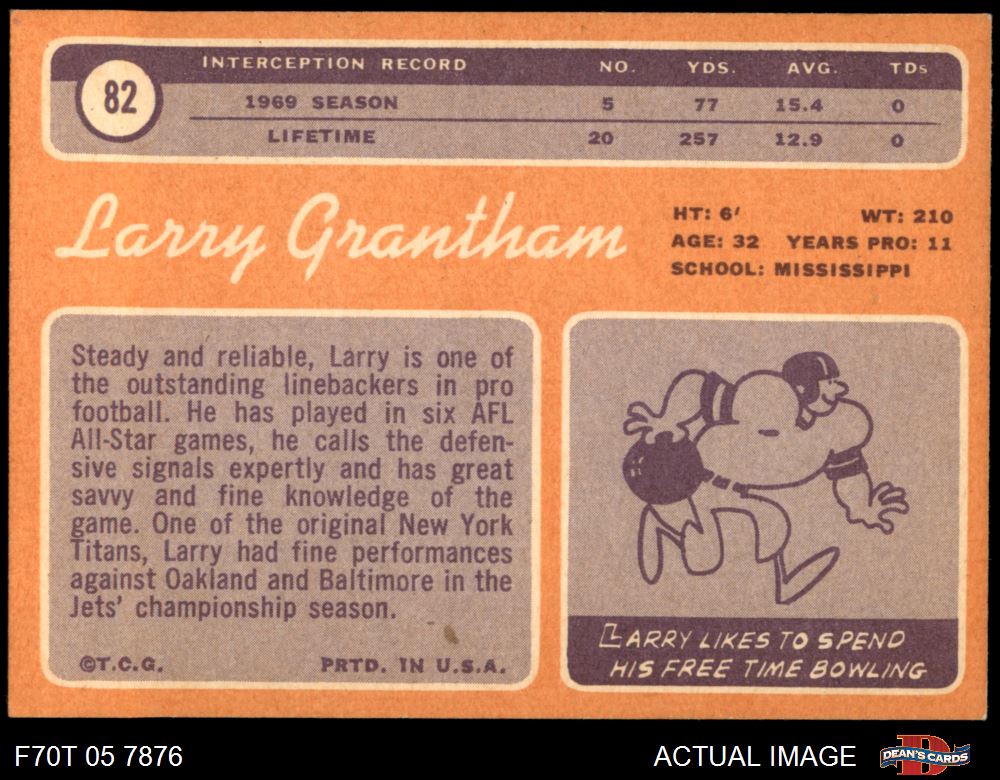 82
INTERCEPTION RECORD NO. YDS. AVG. TDs
1969 SEASON 5 77 15.4 0
LIFETIME 20 257 12.9 0
Larry Grantham
HT: 6' WT: 210
AGE: 32 YEARS PRO: 11
SCHOOL: MISSISSIPPI
Steady and reliable, Larry is one of
the outstanding linebackers in pro
football. He has played in six AFL
All-Star games, he calls the defen-
sive signals expertly and has great
savvy and fine knowledge of the
game. One of the original New York
Titans, Larry had fine performances
against Oakland and Baltimore in the
Jets' championship season.
©T.C.G. PRTD. IN U.S.A.
LARRY LIKES TO SPEND
HIS FREE TIME BOWLING
F70T 05 7876 ACTUAL IMAGE D DEAN'S CARDS